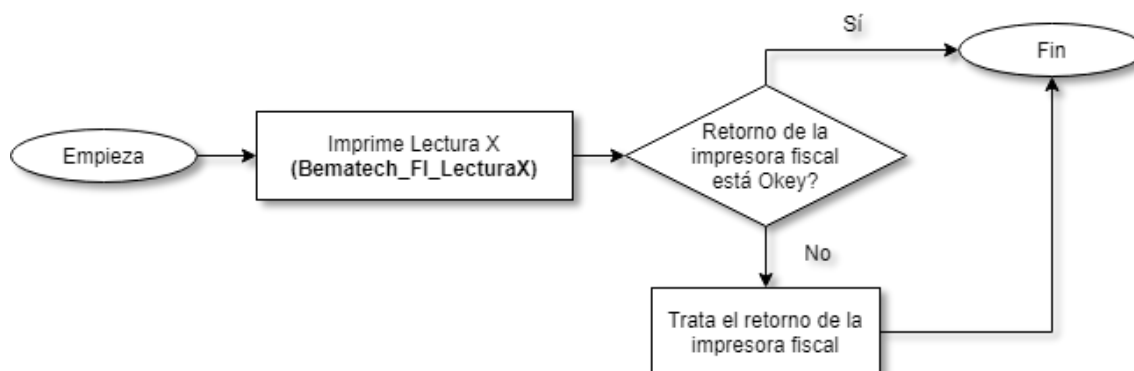 Sí
Fin
Empieza
Imprime Lectura X
(Bematech_FI_LecturaX)
Retorno de la
impresora fiscal
está Okey?
No
Trata el retorno de la
impresora fiscal